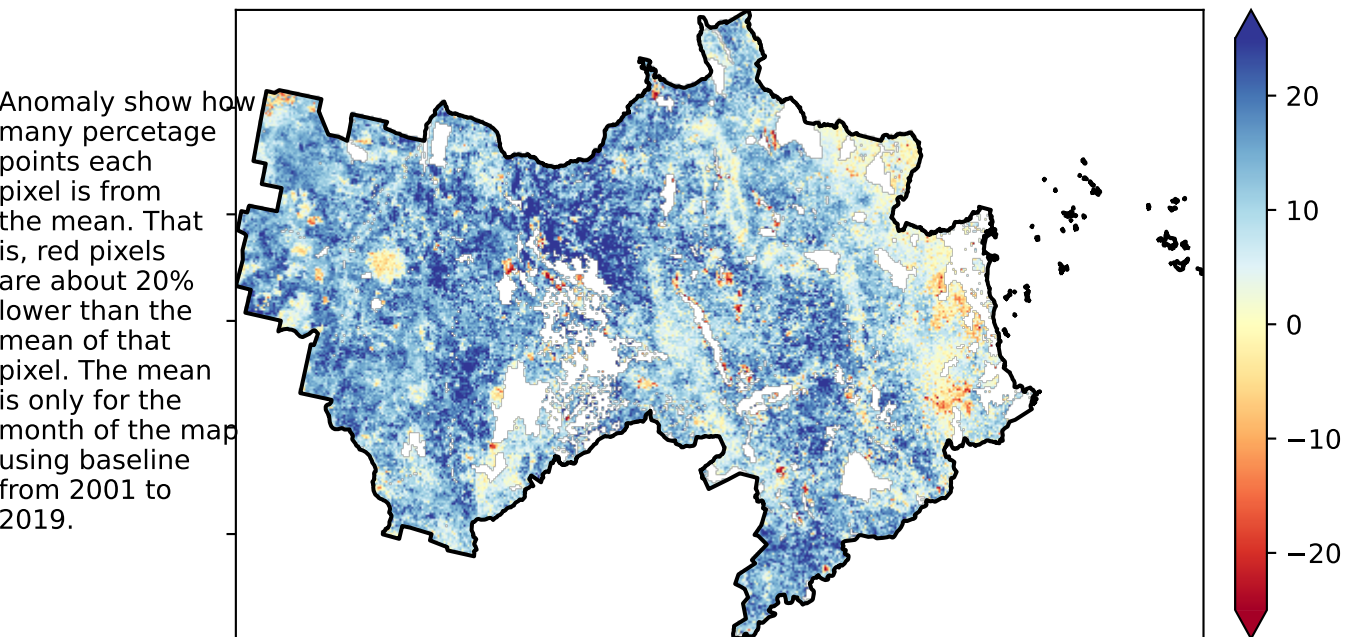 Anomaly show how
many percetage
points each
pixel is from
the mean. That
is, red pixels
are about 20%
lower than the
mean of that
pixel. The mean
is only for the
month of the map
using baseline
from 2001 to
2019.
20
10
0
−10
−20